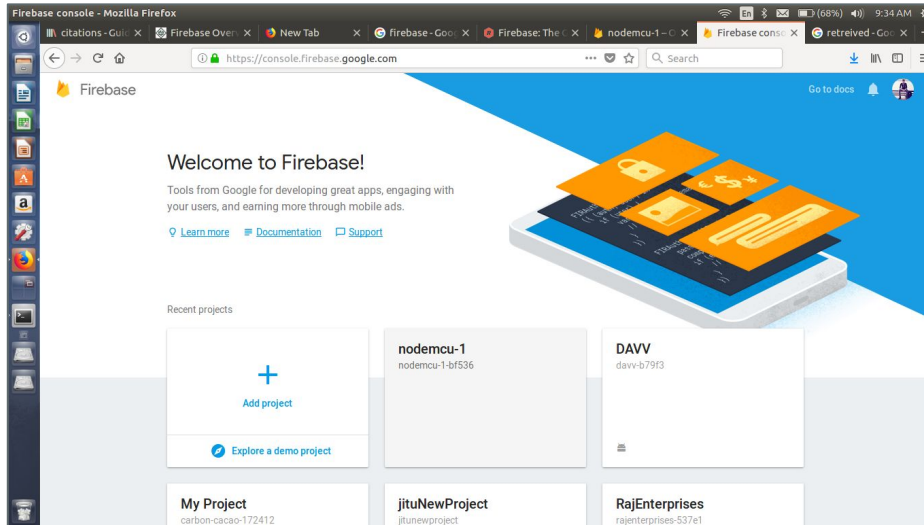 Firebase console - Mozilla Firefox
En
(68%)
9:34 AM
citations - Guid
Firebase Over
New Tab
firebase - Goo
Firebase: The
nodemcu-1 –
Firebase conso
retreived - Goo
https://console.firebase.google.com
Search
Firebase
Go to docs
Welcome to Firebase!
Tools from Google for developing great apps, engaging with
your users, and earning more through mobile ads.
Learn more
Documentation
Support
Recent projects
Add project
Explore a demo project
nodemcu-1
nodemcu-1-bf536
DAVV
davv-b79f3
My Project
carbon-cacao-172412
jituNewProject
jitunewproject
RajEnterprises
rajenterprises-537e1